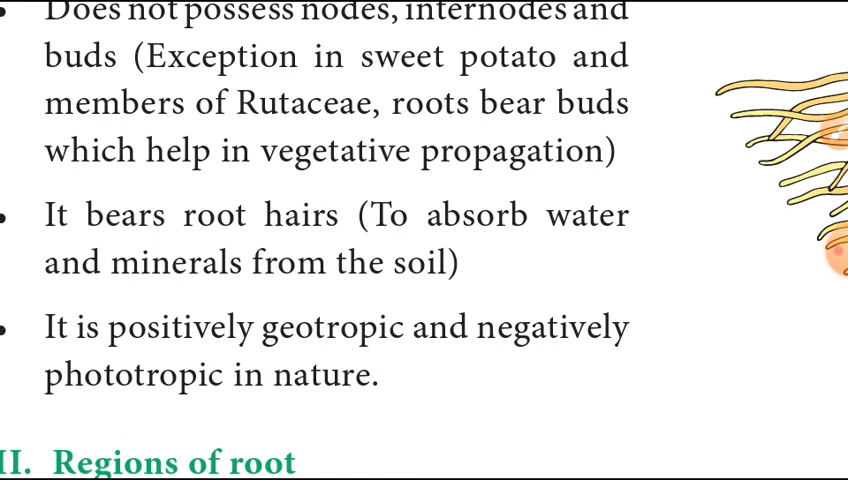 • Does not possess nodes, internodes and
buds (Exception in sweet potato and
members of Rutaceae, roots bear buds
which help in vegetative propagation)
• It bears root hairs (To absorb water
and minerals from the soil)
• It is positively geotropic and negatively
phototropic in nature.
II. Regions of root